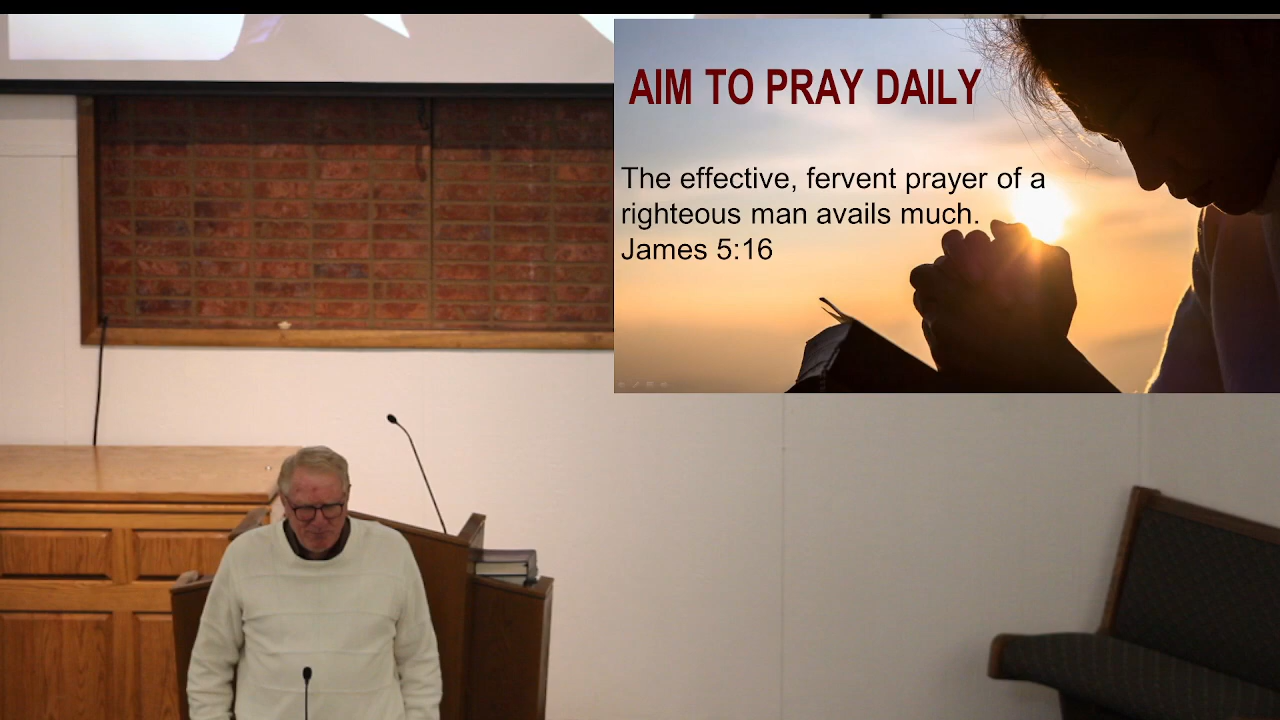 AIM TO PRAY DAILY
The effective, fervent prayer of a
righteous man avails much.
James 5:16